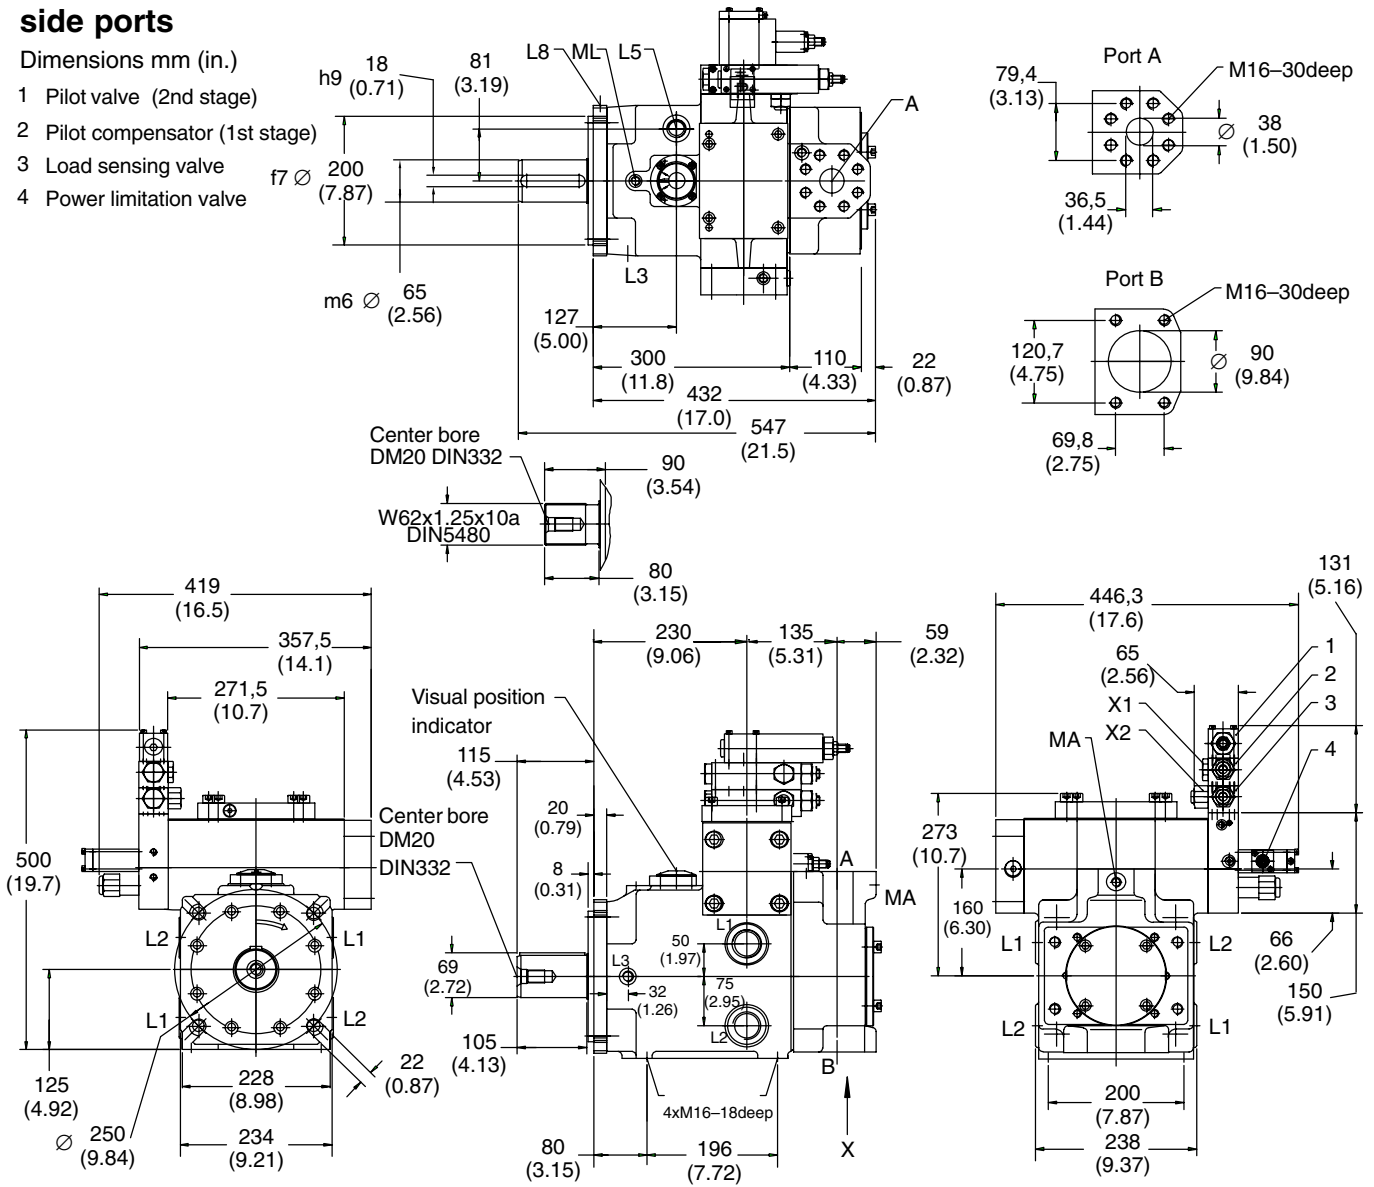 side ports
Dimensions mm (in.)
1 Pilot valve (2nd stage)
2 Pilot compensator (1st stage)
3 Load sensing valve
4 Power limitation valve
h9
18
(0.71)
81
(3.19)
L8
ML
L5
A
f7 ∅ 200
(7.87)
m6 ∅ 65
(2.56)
L3
127
(5.00)
300
(11.8)
110
(4.33)
22
(0.87)
432
(17.0)
547
(21.5)
Port A
79,4
(3.13)
M16–30deep
∅ 38
(1.50)
36,5
(1.44)
Port B
M16–30deep
120,7
(4.75)
∅ 90
(9.84)
69,8
(2.75)
Center bore
DM20 DIN332
90
(3.54)
W62x1.25x10a
DIN5480
80
(3.15)
419
(16.5)
357,5
(14.1)
271,5
(10.7)
500
(19.7)
L2
L1
L1
L2
125
(4.92)
228
(8.98)
22
(0.87)
∅ 250
(9.84)
234
(9.21)
230
(9.06)
135
(5.31)
59
(2.32)
Visual position
indicator
115
(4.53)
Center bore
DM20
DIN332
20
(0.79)
8
(0.31)
A
MA
L1
50
(1.97)
L3
69
(2.72)
32
(1.26)
75
(2.95)
L2
105
(4.13)
B
4xM16–18deep
80
(3.15)
196
(7.72)
X
446,3
(17.6)
131
(5.16)
65
(2.56)
1
2
3
4
X1
X2
MA
273
(10.7)
160
(6.30)
L1
L2
L2
L1
66
(2.60)
150
(5.91)
200
(7.87)
238
(9.37)